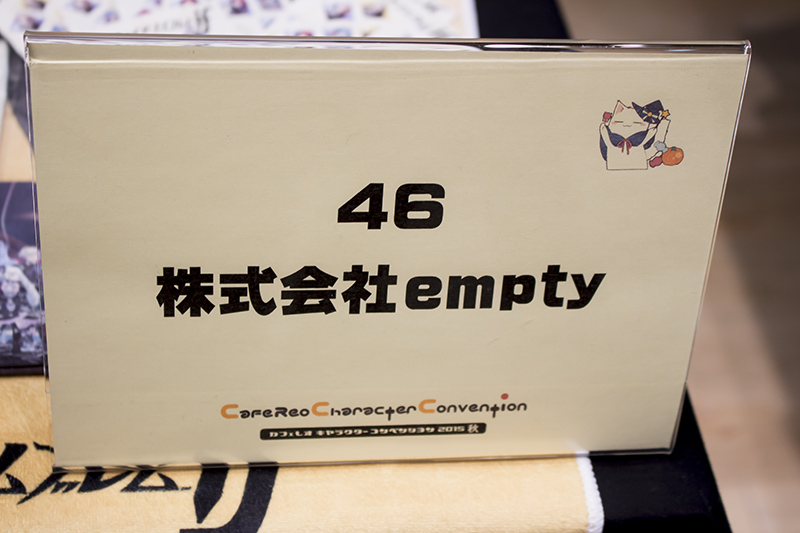 46
株式会社empty
CafeReo Character Convention
カフェレオ キャラクターコンベンション 2015 秋